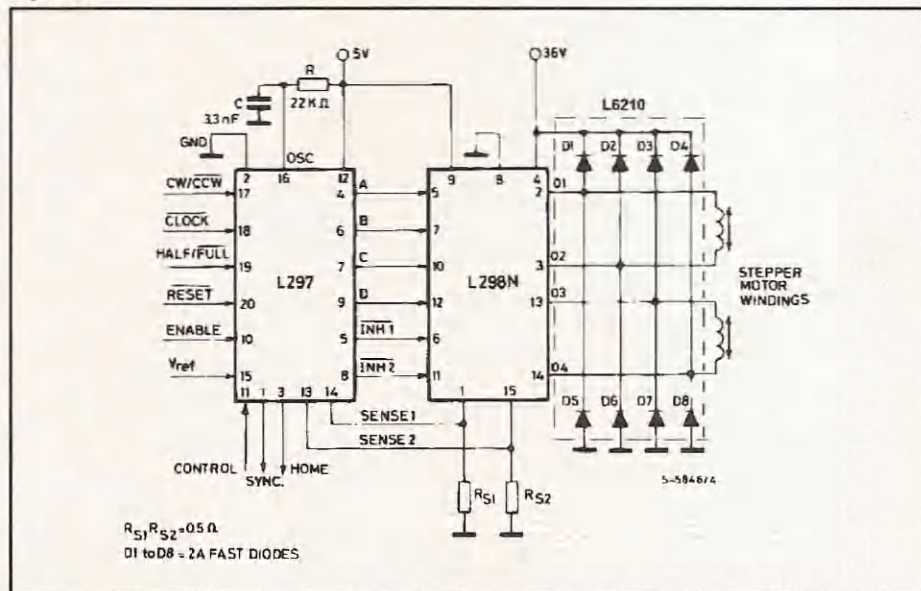 5V
36V
R
22KΩ
C
3.3nF
GND
L6210
D1 D2 D3 D4
OSC
2 16 12
9 8 4
CW/CCW 17
4 A 5
2 O1
CLOCK 18
6 B 7
3 O2
HALF/FULL 19
7 C 10
L297
L298N
13 O3
STEPPER
MOTOR
WINDINGS
RESET 20
9 D 12
ENABLE 10
5 INH1 6
Vref 15
8 INH2 11
14 O4
11 1 3 13 14
1 15
D5 D6 D7 D8
SENSE1
SENSE2
CONTROL
SYNC.
HOME
RS1
RS2
S-5846/4
RS1, RS2 = 0.5 Ω
D1 to D8 = 2A FAST DIODES